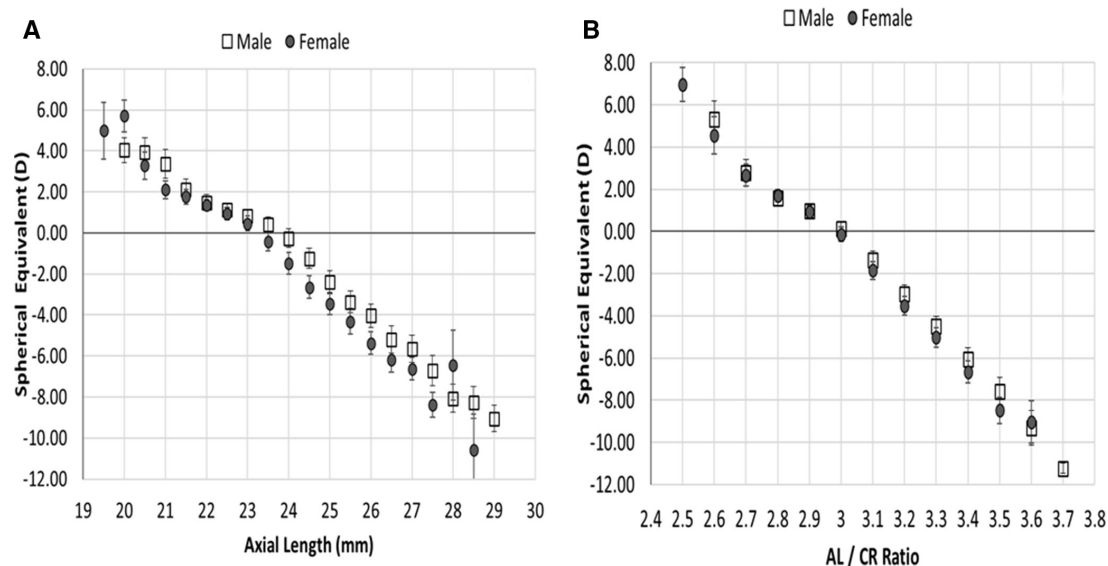 A
Male Female
8.00
6.00
4.00
2.00
0.00
-2.00
-4.00
-6.00
-8.00
-10.00
-12.00
Spherical Equivalent (D)
19 20 21 22 23 24 25 26 27 28 29 30
Axial Length (mm)
B
Male Female
8.00
6.00
4.00
2.00
0.00
-2.00
-4.00
-6.00
-8.00
-10.00
-12.00
Spherical Equivalent (D)
2.4 2.5 2.6 2.7 2.8 2.9 3 3.1 3.2 3.3 3.4 3.5 3.6 3.7 3.8
AL / CR Ratio